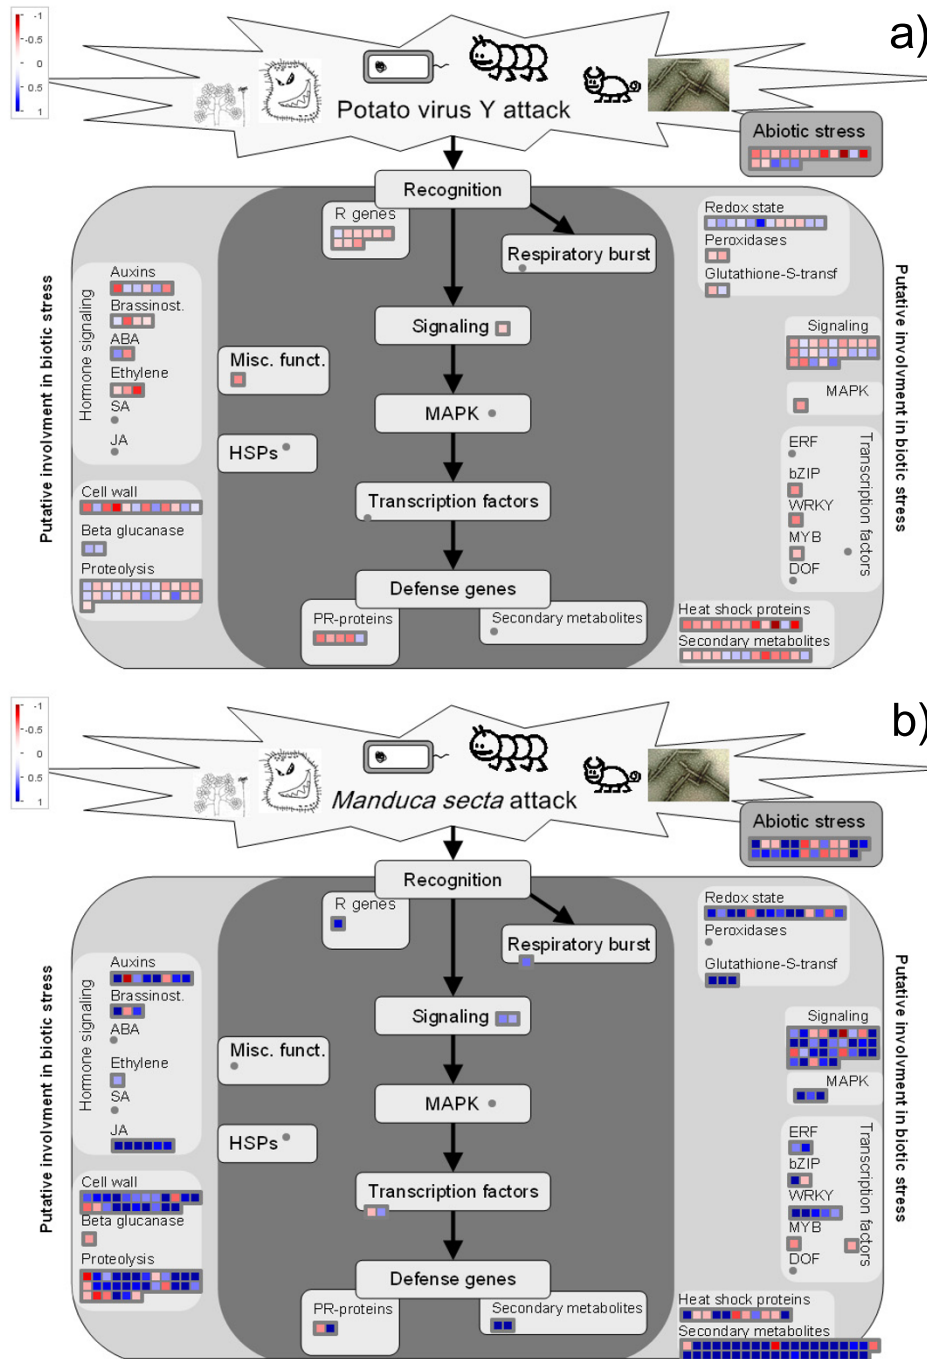 a)
-1
-0.5
0
0.5
1
Potato virus Y attack
Abiotic stress
Recognition
R genes
Respiratory burst
Redox state
Peroxidases
Glutathione-S-transf
Putative involvment in biotic stress
Hormone signaling
Auxins
Brassinost.
ABA
Ethylene
SA
JA
Signaling
Misc. funct.
MAPK
HSPs
Transcription factors
Defense genes
PR-proteins
Secondary metabolites
Cell wall
Beta glucanase
Proteolysis
Signaling
MAPK
ERF
bZIP
WRKY
MYB
DOF
Transcription factors
Putative involvment in biotic stress
Heat shock proteins
Secondary metabolites
b)
-1
-0.5
0
0.5
1
Manduca secta attack
Abiotic stress
Recognition
R genes
Respiratory burst
Redox state
Peroxidases
Glutathione-S-transf
Putative involvment in biotic stress
Hormone signaling
Auxins
Brassinost.
ABA
Ethylene
SA
JA
Signaling
Misc. funct.
MAPK
HSPs
Transcription factors
Defense genes
PR-proteins
Secondary metabolites
Cell wall
Beta glucanase
Proteolysis
Signaling
MAPK
ERF
bZIP
WRKY
MYB
DOF
Transcription factors
Putative involvment in biotic stress
Heat shock proteins
Secondary metabolites